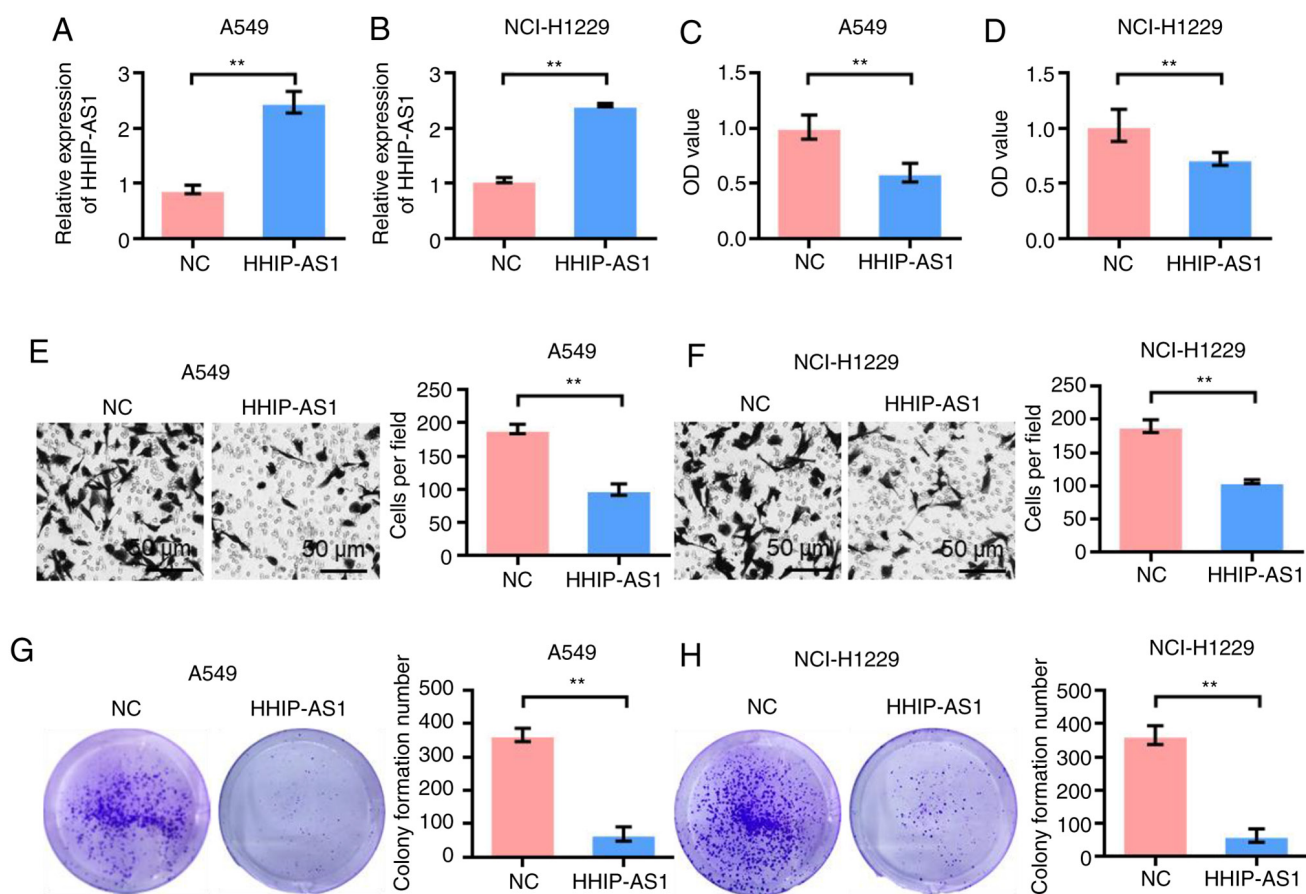 A
A549
Relative expression
of HHIP-AS1
3
2
1
0
**
NC
HHIP-AS1
B
NCI-H1229
Relative expression
of HHIP-AS1
3
2
1
0
**
NC
HHIP-AS1
C
A549
OD value
1.5
1.0
0.5
0.0
**
NC
HHIP-AS1
D
NCI-H1229
OD value
1.5
1.0
0.5
0.0
**
NC
HHIP-AS1
E
A549
NC
HHIP-AS1
50 μm
50 μm
A549
Cells per field
250
200
150
100
50
0
**
NC
HHIP-AS1
F
NCI-H1229
NC
HHIP-AS1
50 μm
50 μm
NCI-H1229
Cells per field
250
200
150
100
50
0
**
NC
HHIP-AS1
G
A549
NC
HHIP-AS1
A549
Colony formation number
500
400
300
200
100
0
**
NC
HHIP-AS1
H
NCI-H1229
NC
HHIP-AS1
NCI-H1229
Colony formation number
500
400
300
200
100
0
**
NC
HHIP-AS1